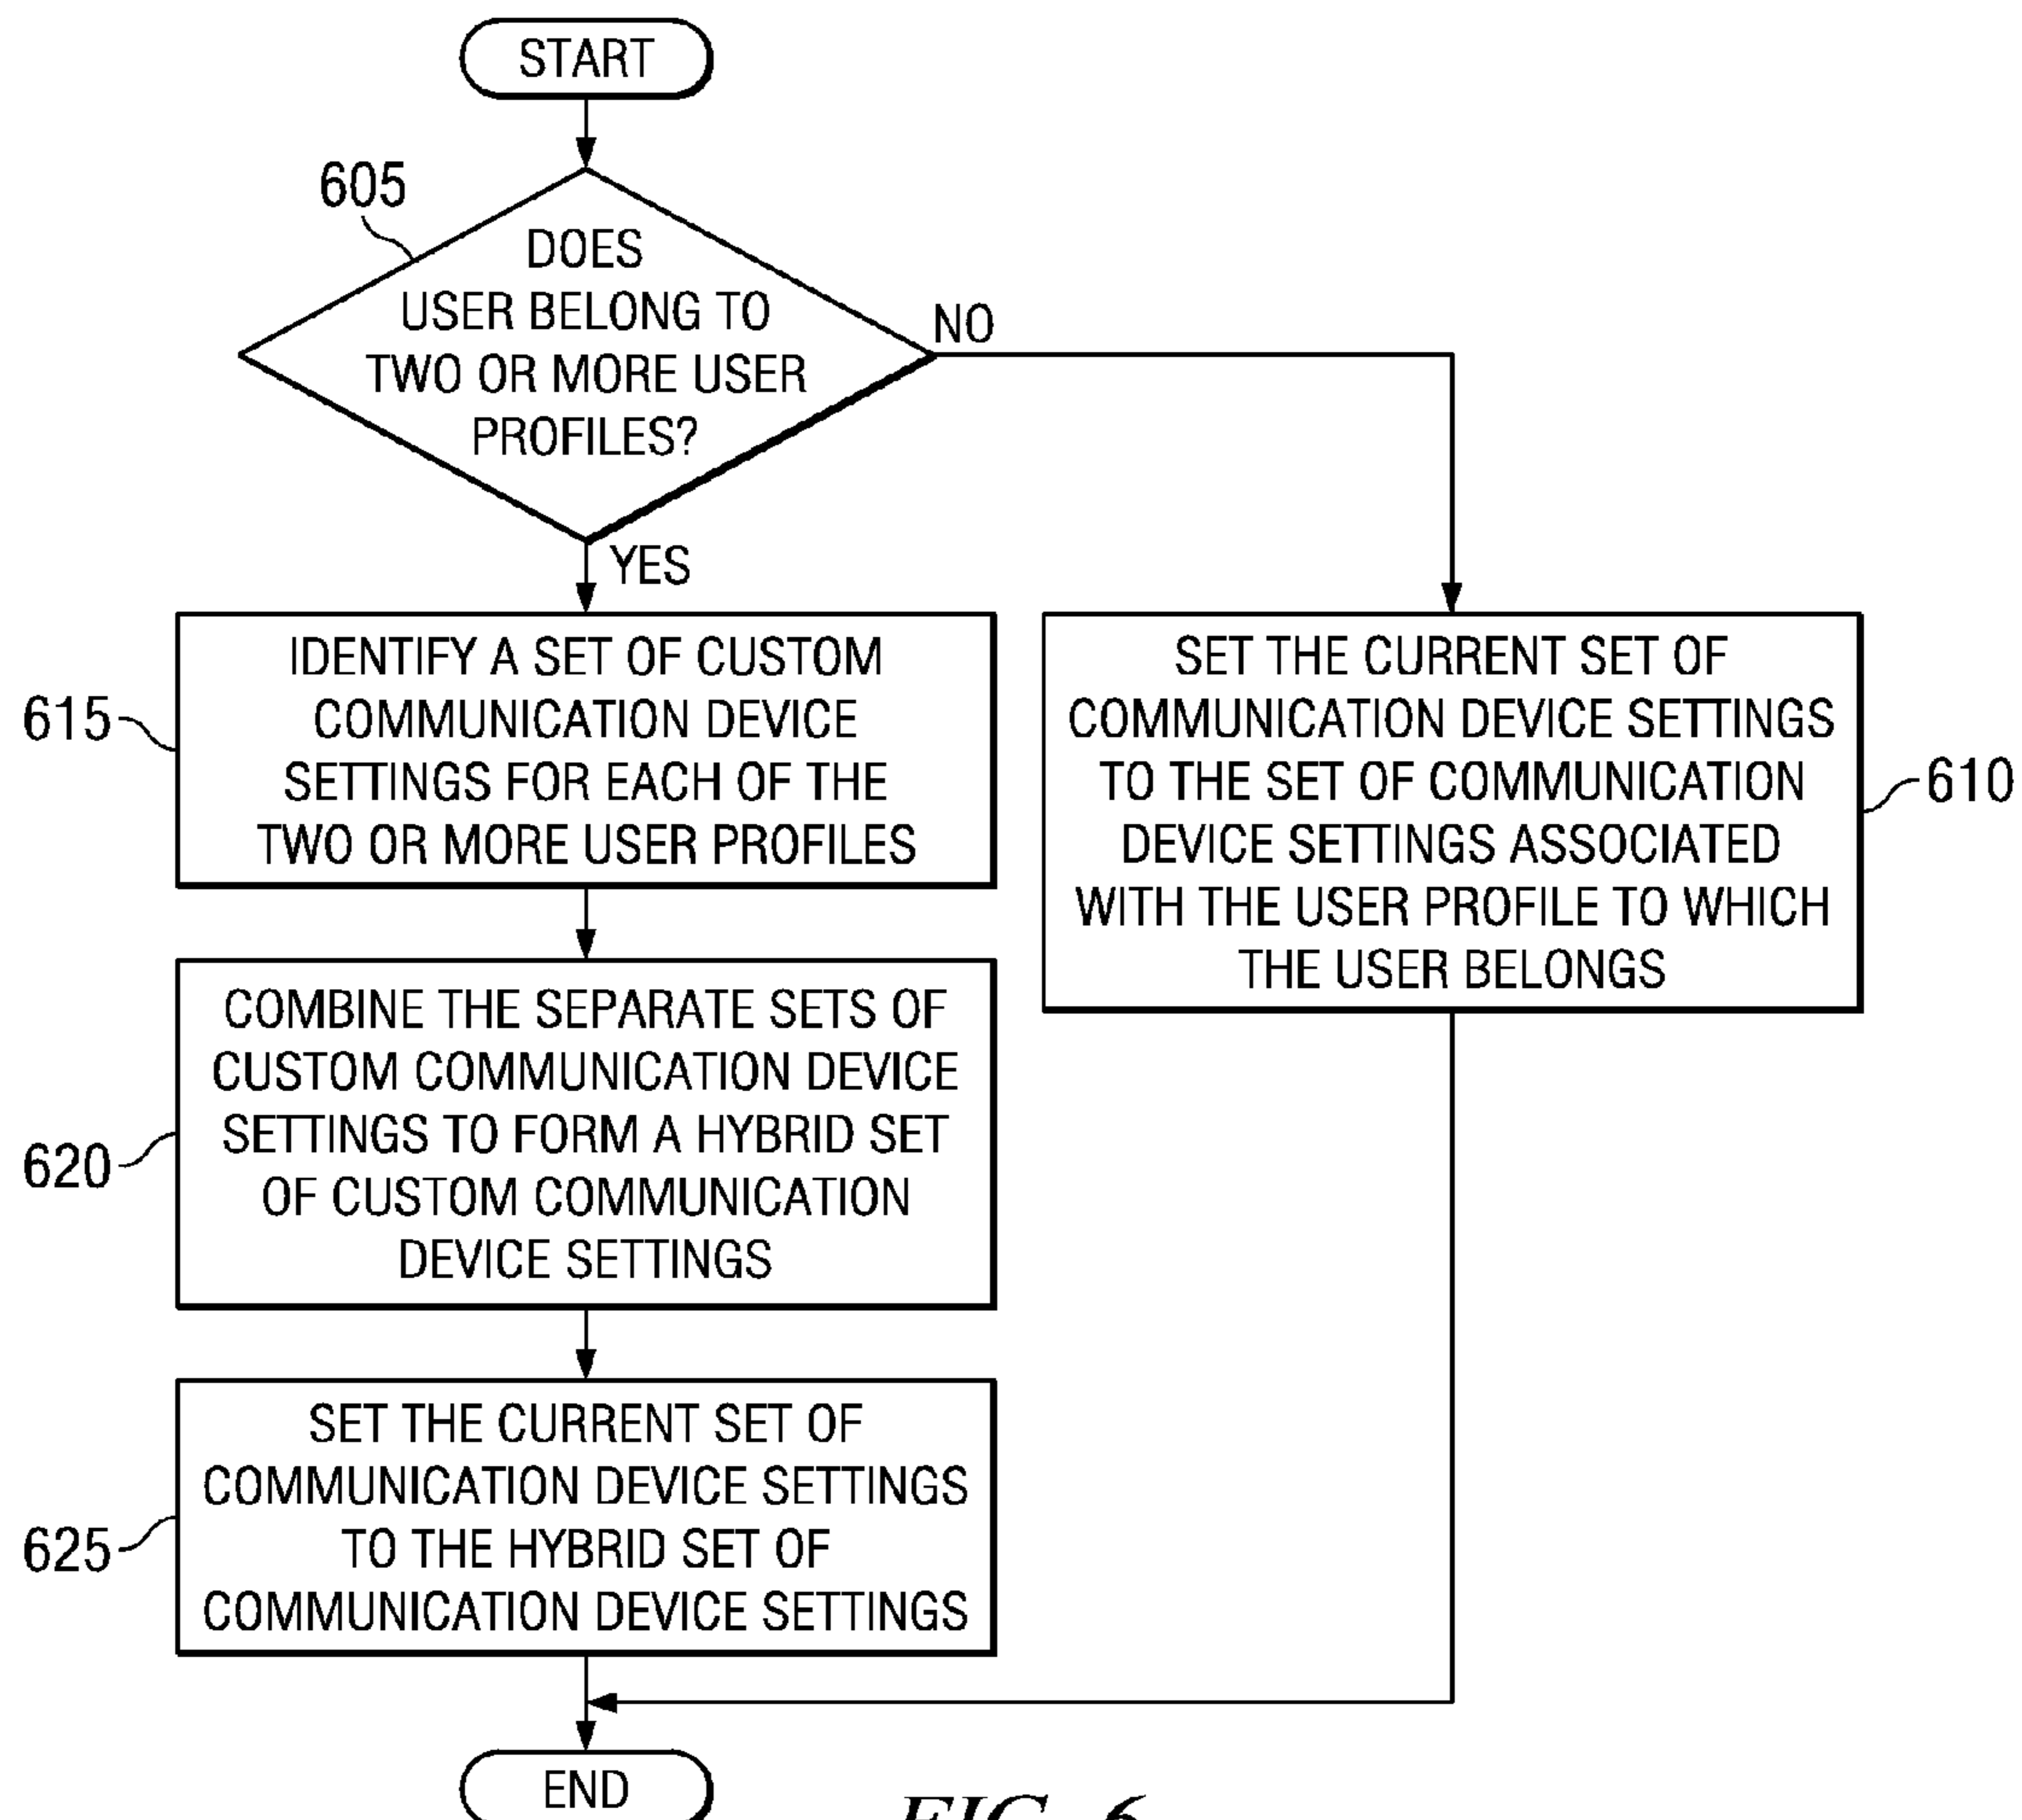 START
605
DOES
USER BELONG TO
TWO OR MORE USER
PROFILES?
NO
YES
615
IDENTIFY A SET OF CUSTOM
COMMUNICATION DEVICE
SETTINGS FOR EACH OF THE
TWO OR MORE USER PROFILES
SET THE CURRENT SET OF
COMMUNICATION DEVICE SETTINGS
TO THE SET OF COMMUNICATION
DEVICE SETTINGS ASSOCIATED
WITH THE USER PROFILE TO WHICH
THE USER BELONGS
610
620
COMBINE THE SEPARATE SETS OF
CUSTOM COMMUNICATION DEVICE
SETTINGS TO FORM A HYBRID SET
OF CUSTOM COMMUNICATION
DEVICE SETTINGS
625
SET THE CURRENT SET OF
COMMUNICATION DEVICE SETTINGS
TO THE HYBRID SET OF
COMMUNICATION DEVICE SETTINGS
END
FIG. 6